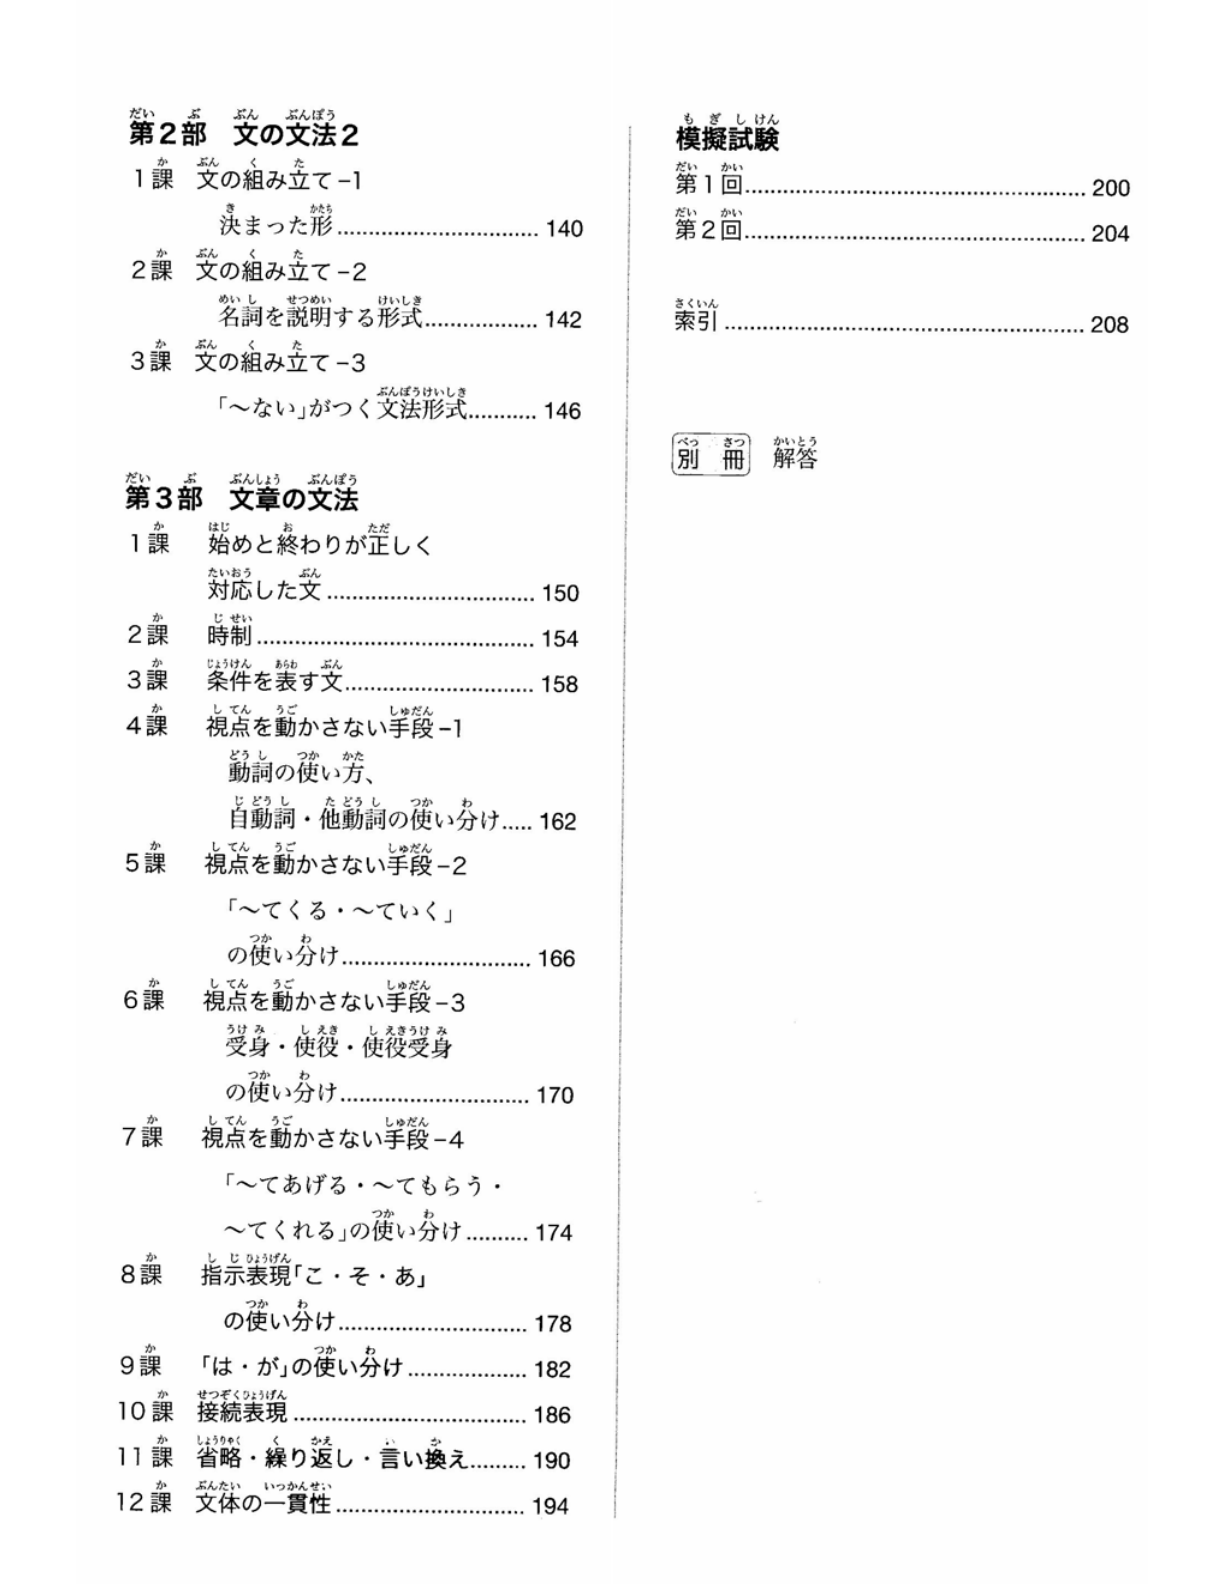 第2部 文の文法2
1課 文の組み立て-1
決まった形................................ 140
2課 文の組み立て-2
名詞を説明する形式.................. 142
3課 文の組み立て-3
「～ない」がつく文法形式........... 146
第3部 文章の文法
1課 始めと終わりが正しく
対応した文................................. 150
2課 時制............................................ 154
3課 条件を表す文.............................. 158
4課 視点を動かさない手段-1
動詞の使い方、
自動詞・他動詞の使い分け..... 162
5課 視点を動かさない手段-2
「～てくる・～ていく」
の使い分け.............................. 166
6課 視点を動かさない手段-3
受身・使役・使役受身
の使い分け.............................. 170
7課 視点を動かさない手段-4
「～てあげる・～てもらう・
～てくれる」の使い分け.......... 174
8課 指示表現「こ・そ・あ」
の使い分け.............................. 178
9課 「は・が」の使い分け................... 182
10課 接続表現..................................... 186
11課 省略・繰り返し・言い換え......... 190
12課 文体の一貫性.............................. 194
模擬試験
第1回....................................................... 200
第2回....................................................... 204
索引.......................................................... 208
別冊 解答